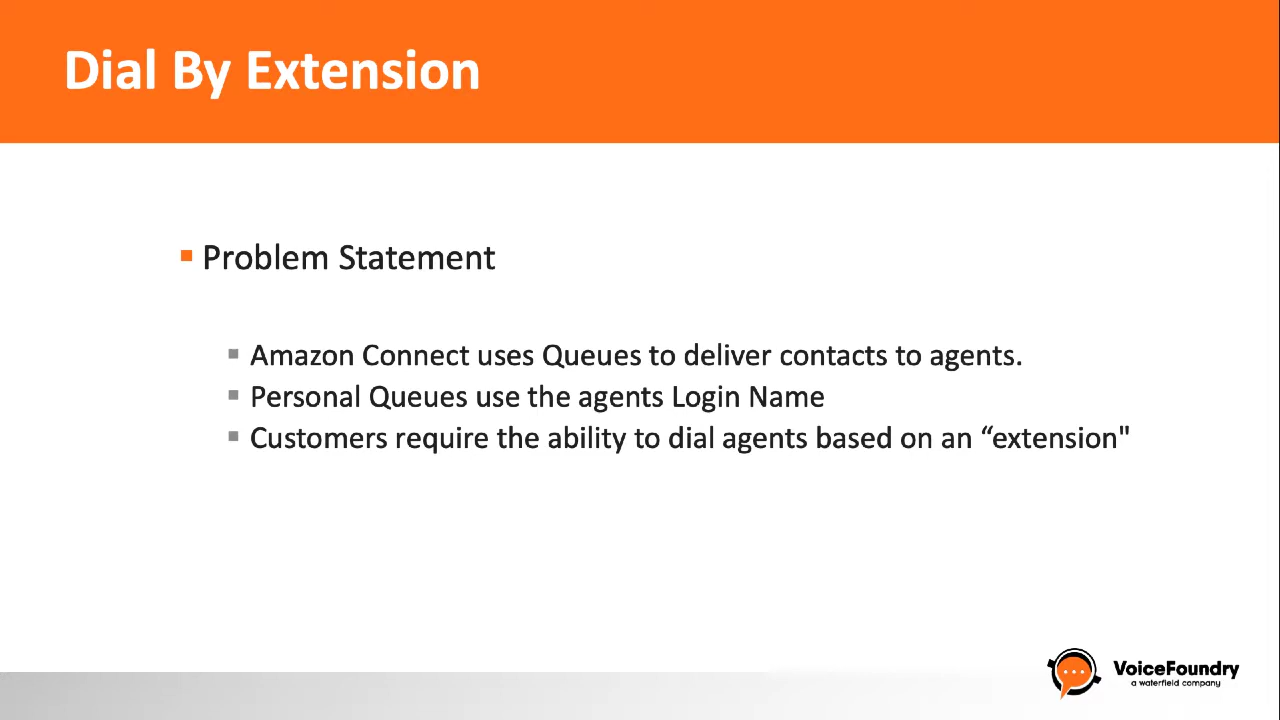 Dial By Extension
Problem Statement
Amazon Connect uses Queues to deliver contacts to agents.
Personal Queues use the agents Login Name
Customers require the ability to dial agents based on an “extension"
VoiceFoundry
a waterfield company